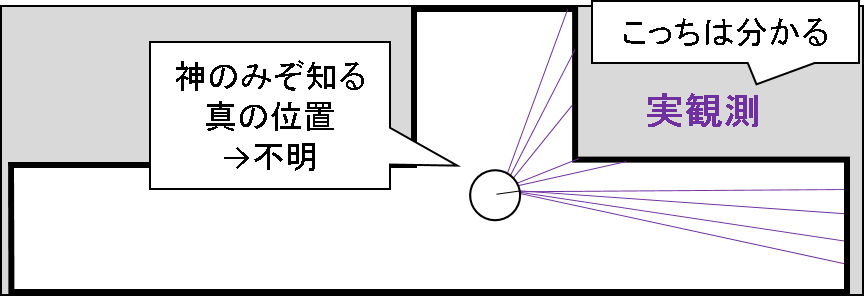 こっちは分かる
神のみぞ知る
真の位置
→不明
実観測